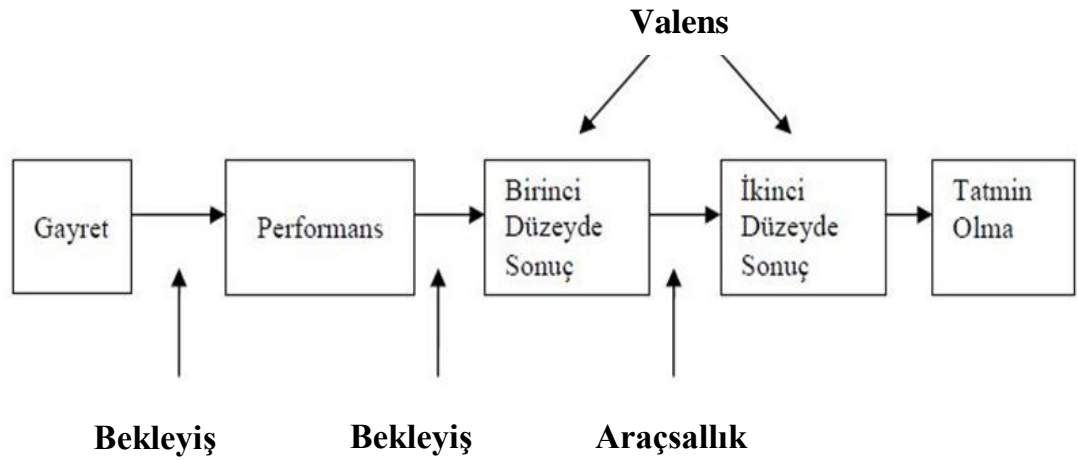 Valens
Gayret
Performans
Birinci
Düzeyde
Sonuç
İkinci
Düzeyde
Sonuç
Tatmin
Olma
Bekleyiş
Bekleyiş
Araçsallık